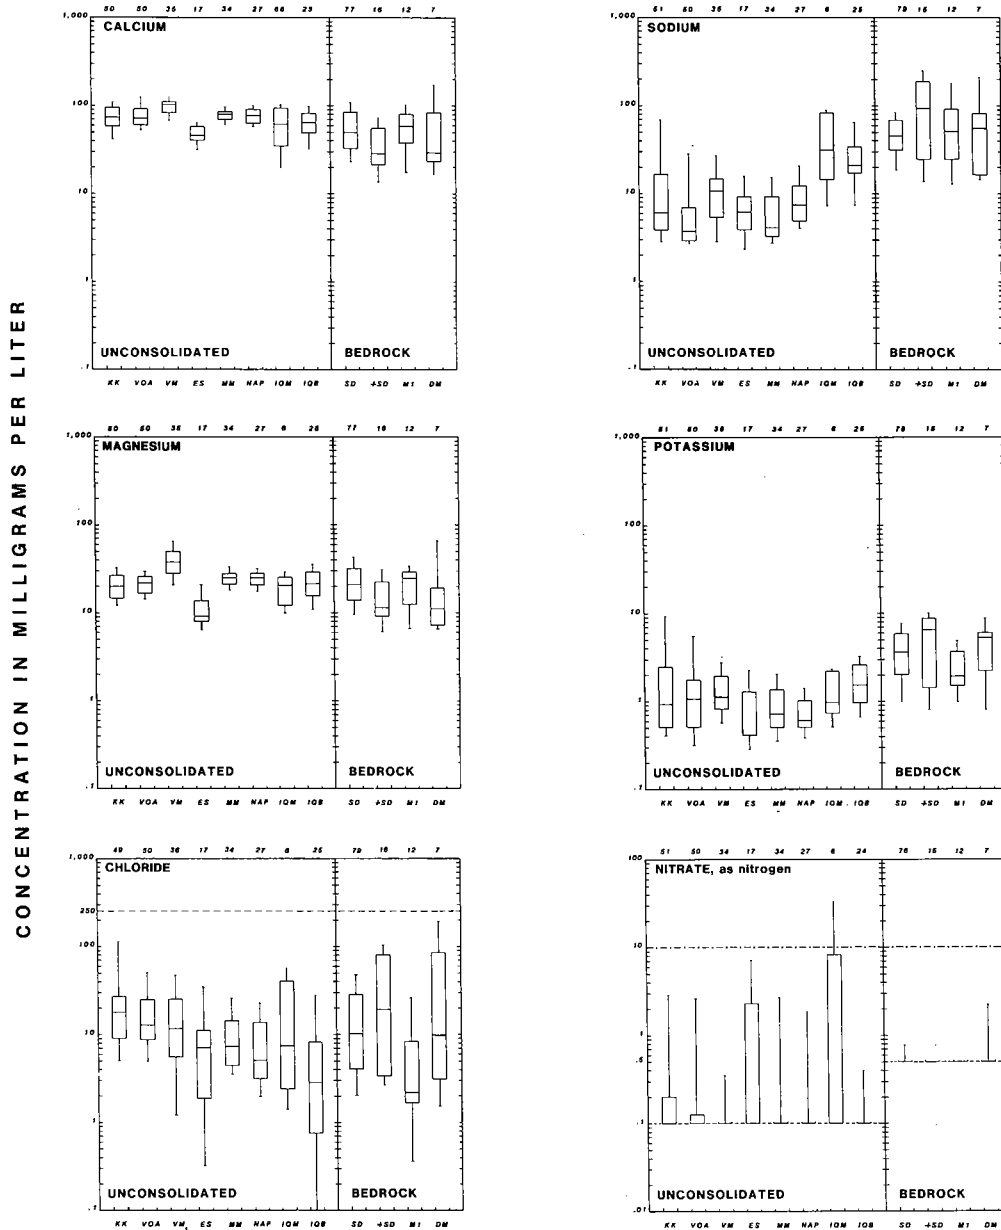 CONCENTRATION IN MILLIGRAMS PER LITER
50 50 35 17 34 27 66 23 77 16 12 7
1,000
CALCIUM
100
10
1
.1
UNCONSOLIDATED BEDROCK
KK VOA VM ES MM NAP IQM IQB SD +SD M1 DM
51 50 36 17 34 27 6 25 79 15 12 7
1,000
SODIUM
100
10
1
.1
UNCONSOLIDATED BEDROCK
KK VOA VM ES MM NAP IQM IQB SD +SD M1 DM
50 50 35 17 34 27 6 25 77 16 12 7
1,000
MAGNESIUM
100
10
1
.1
UNCONSOLIDATED BEDROCK
KK VOA VM ES MM NAP IQM IQB SD +SD M1 DM
51 50 36 17 34 27 6 25 78 15 12 7
1,000
POTASSIUM
100
10
1
.1
UNCONSOLIDATED BEDROCK
KK VOA VM ES MM NAP IQM IQB SD +SD M1 DM
49 50 36 17 34 27 6 25 79 16 12 7
1,000
CHLORIDE
250
100
10
1
.1
UNCONSOLIDATED BEDROCK
KK VOA VM ES MM NAP IQM IQB SD +SD M1 DM
51 50 34 17 34 27 6 24 76 15 12 7
100
NITRATE, as nitrogen
10
1
.5
.1
.01
UNCONSOLIDATED BEDROCK
KK VOA VM ES MM NAP IQM IQB SD +SD M1 DM